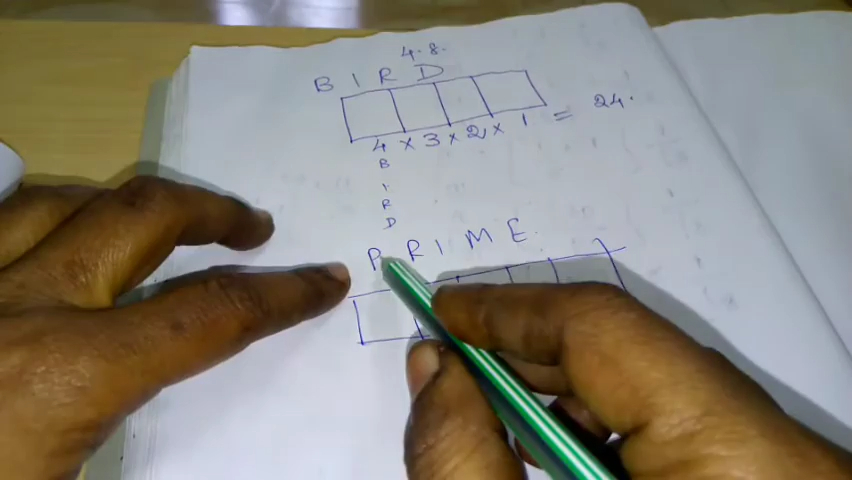 4.8.
BIRD
4 × 3 × 2 × 1 = 24.
B
I
R
D
PRIME.